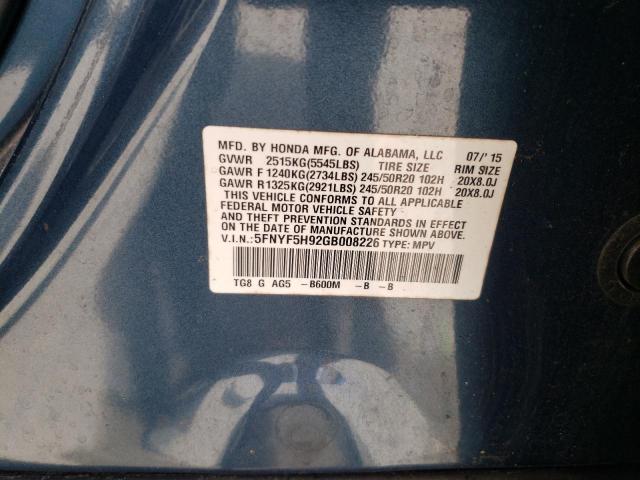 MFD. BY HONDA MFG. OF ALABAMA, LLC 07/'15
GVWR 2515KG(5545LBS) TIRE SIZE RIM SIZE
GAWR F 1240KG(2734LBS) 245/50R20 102H 20X8.0J
GAWR R1325KG(2921LBS) 245/50R20 102H 20X8.0J
THIS VEHICLE CONFORMS TO ALL APPLICABLE
FEDERAL MOTOR VEHICLE SAFETY
AND THEFT PREVENTION STANDARDS IN EFFECT
ON THE DATE OF MANUFACTURE SHOWN ABOVE.
V.I.N.:5FNYF5H92GB008226 TYPE: MPV
TG8 G AG5 -B600M -B -B